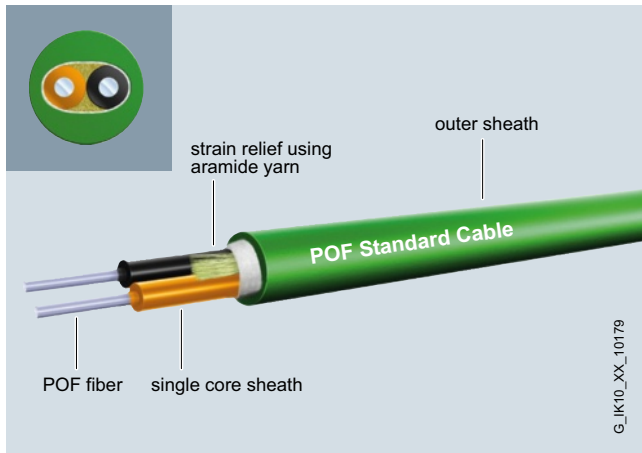 strain relief using
aramide yarn
outer sheath
POF Standard Cable
POF fiber
single core sheath
G_IK10_XX_10179